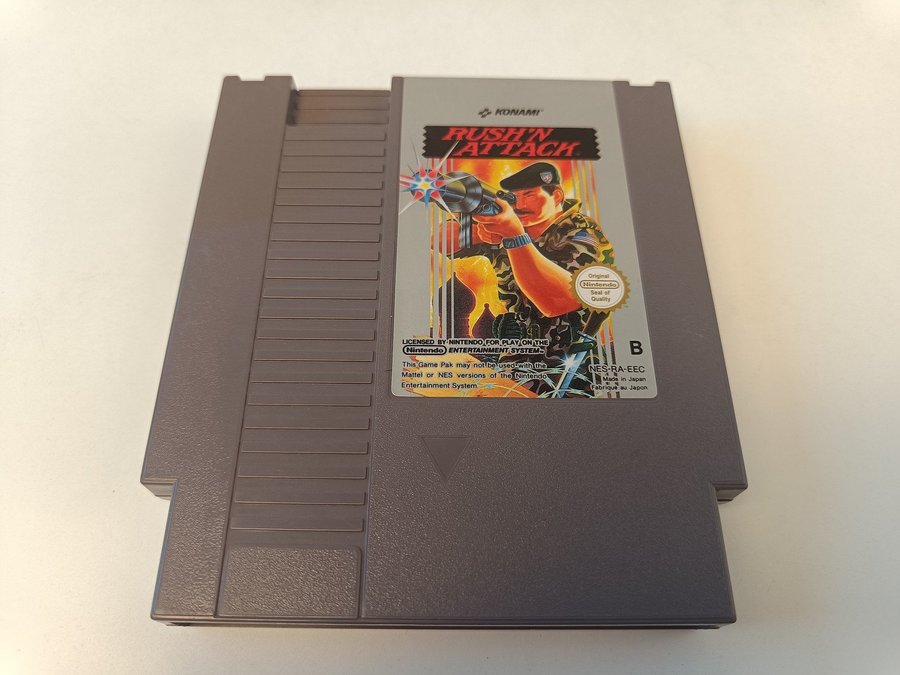 KONAMI
RUSH'N
ATTACK
Original
Nintendo
Seal of
Quality
LICENSED BY NINTENDO FOR PLAY ON THE
Nintendo ENTERTAINMENT SYSTEM™
This Game Pak may not be used with the
Mattel or NES versions of the Nintendo
Entertainment System.
B
NES-RA-EEC
Made in Japan
Fabriqué au Japon